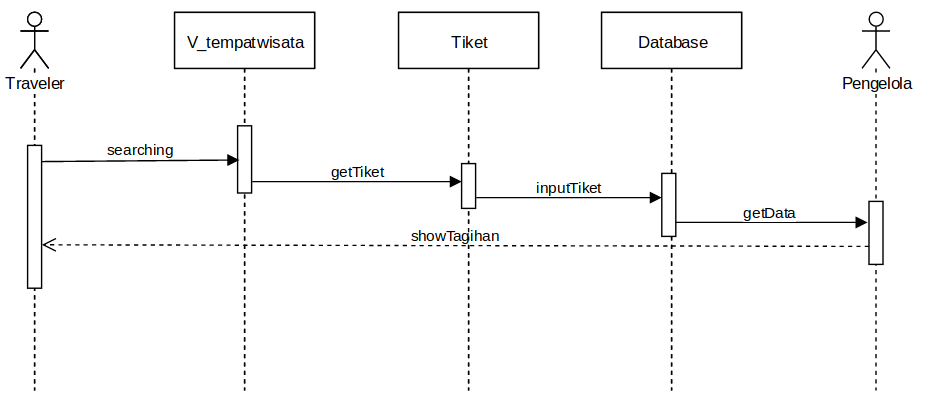 V_tempatwisata
Tiket
Database
Traveler
Pengelola
searching
getTiket
inputTiket
getData
showTagihan